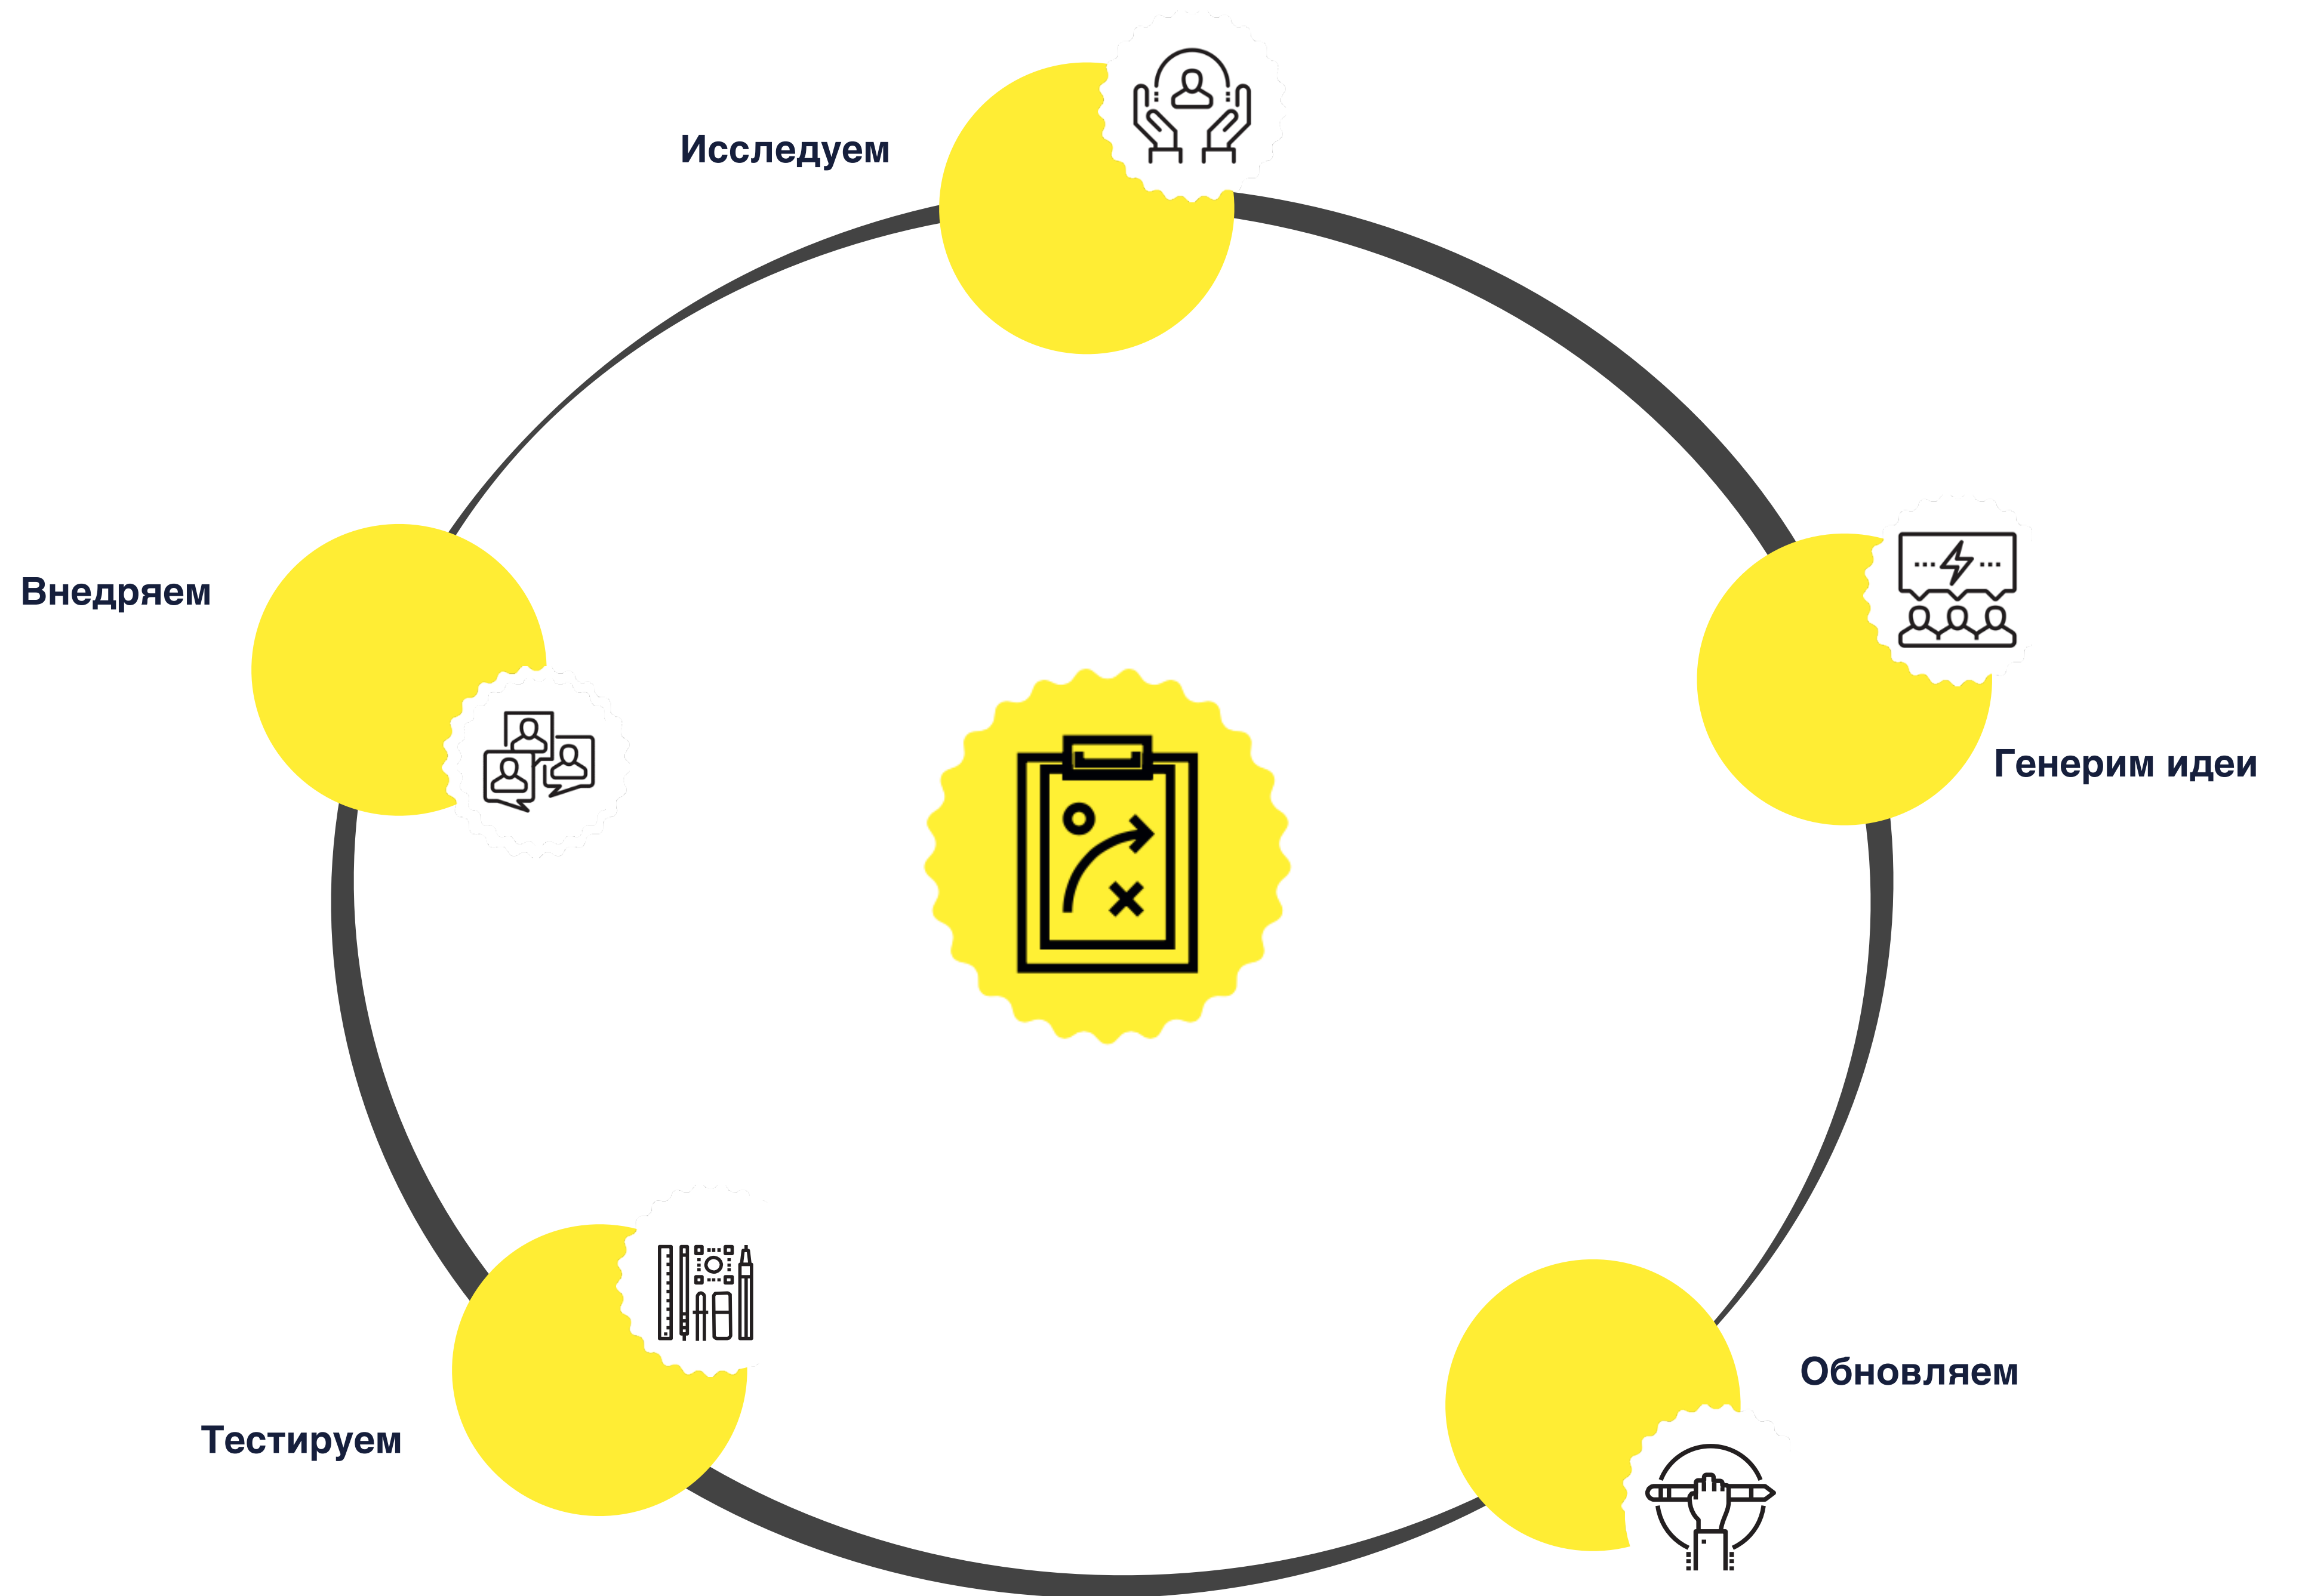 Исследуем
Внедряем
Генерим идеи
Обновляем
Тестируем